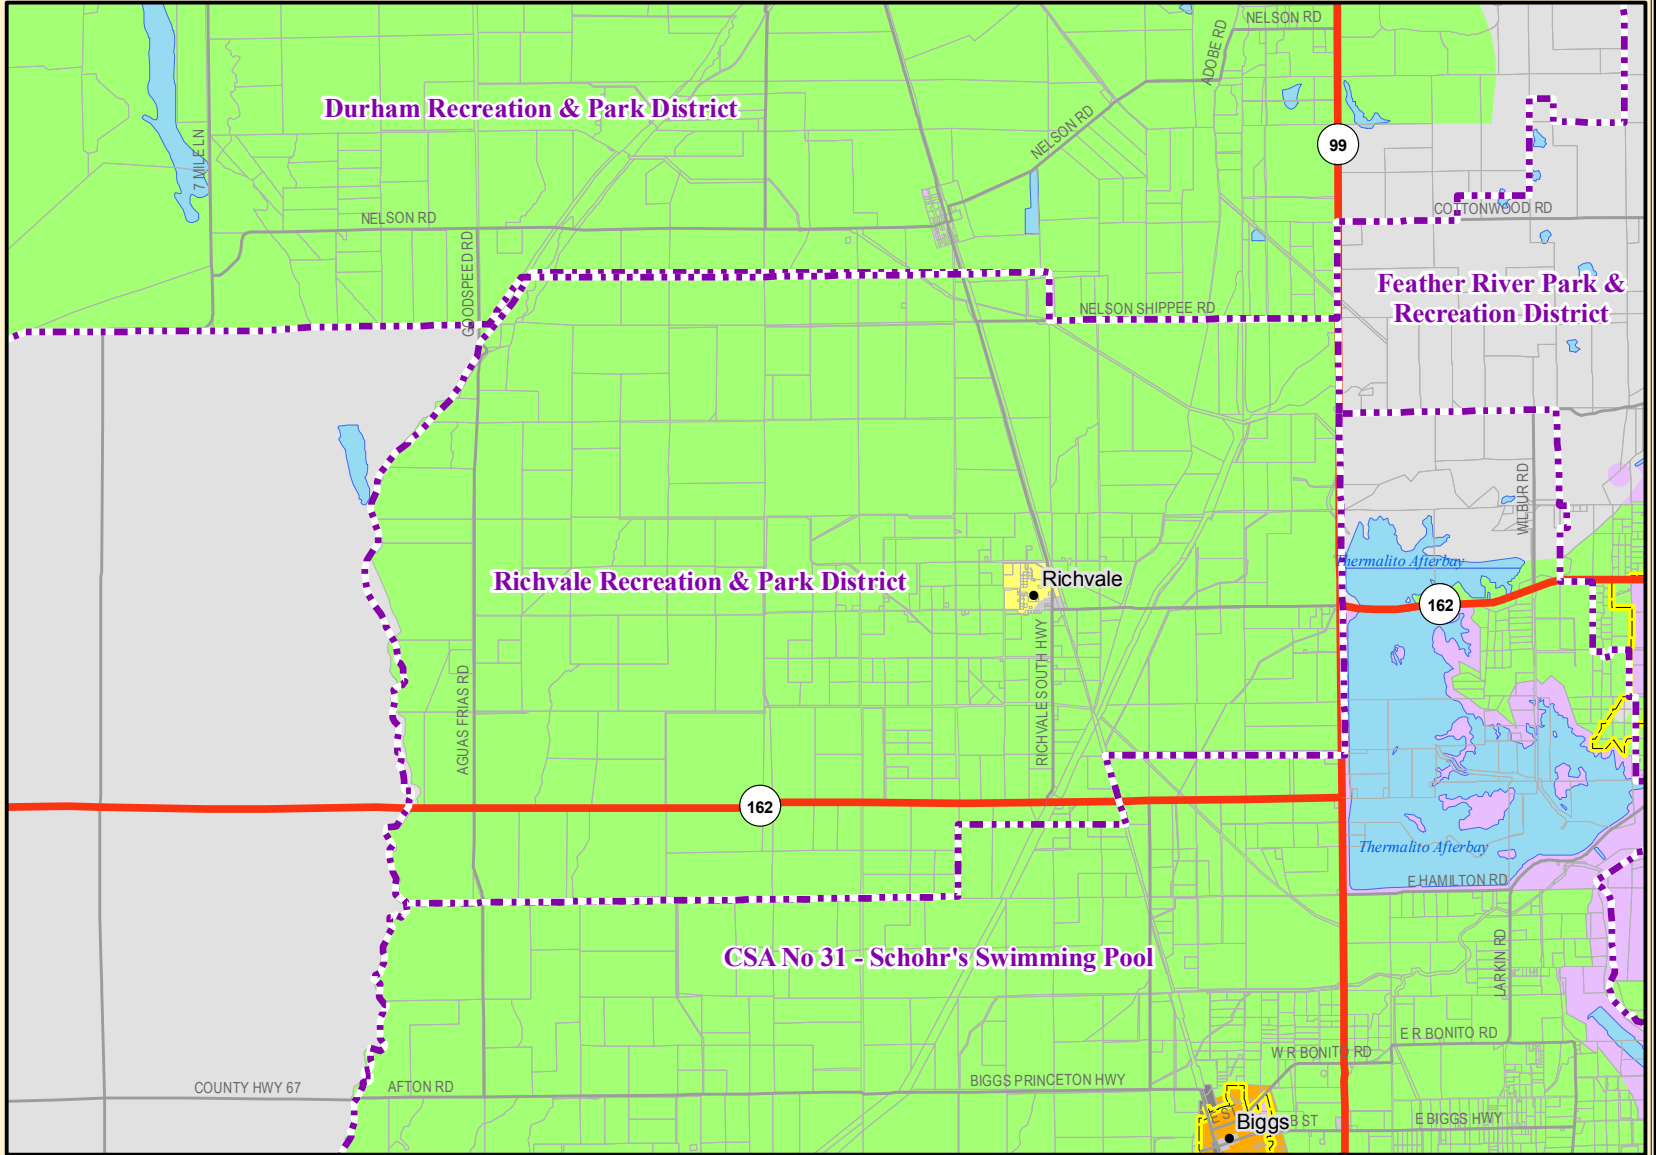 NELSON RD
ADOBE RD
Durham Recreation & Park District
NELSON RD
99
7 MILE LN
NELSON RD
COTTONWOOD RD
GOODSPEED RD
Feather River Park &
Recreation District
NELSON SHIPPEE RD
WILBUR RD
Thermalito Afterbay
Richvale Recreation & Park District
Richvale
162
RICHVALE SOUTH HWY
AGUAS FRIAS RD
162
Thermalito Afterbay
E HAMILTON RD
CSA No 31 - Schohr's Swimming Pool
LARKIN RD
E R BONITO RD
W R BONITO RD
BIGGS PRINCETON HWY
COUNTY HWY 67
AFTON RD
E ST
Biggs
B ST
E BIGGS HWY